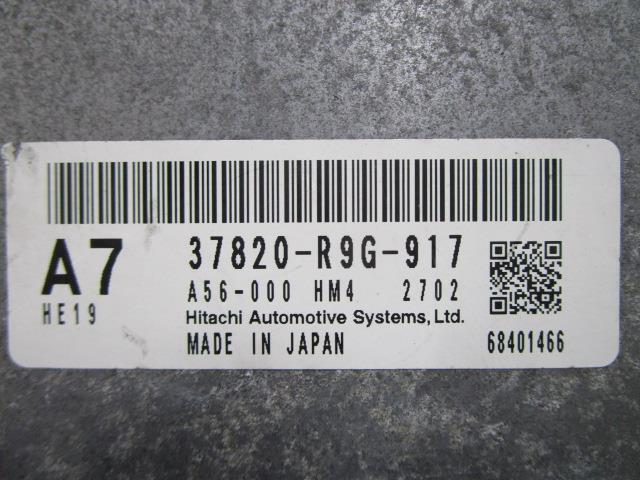 A7 37820-R9G-917
HE19 A56-000 HM4 2702
Hitachi Automotive Systems, Ltd.
MADE IN JAPAN 68401466